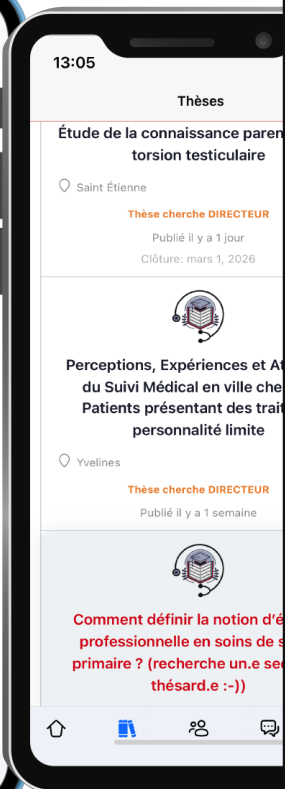 13:05
Thèses
Étude de la connaissance paren
torsion testiculaire
Saint Étienne
Thèse cherche DIRECTEUR
Publié il y a 1 jour
Clôture: mars 1, 2026
Perceptions, Expériences et At
du Suivi Médical en ville che
Patients présentant des trait
personnalité limite
Yvelines
Thèse cherche DIRECTEUR
Publié il y a 1 semaine
Comment définir la notion d'é
professionnelle en soins de s
primaire ? (recherche un.e se
thésard.e :-))